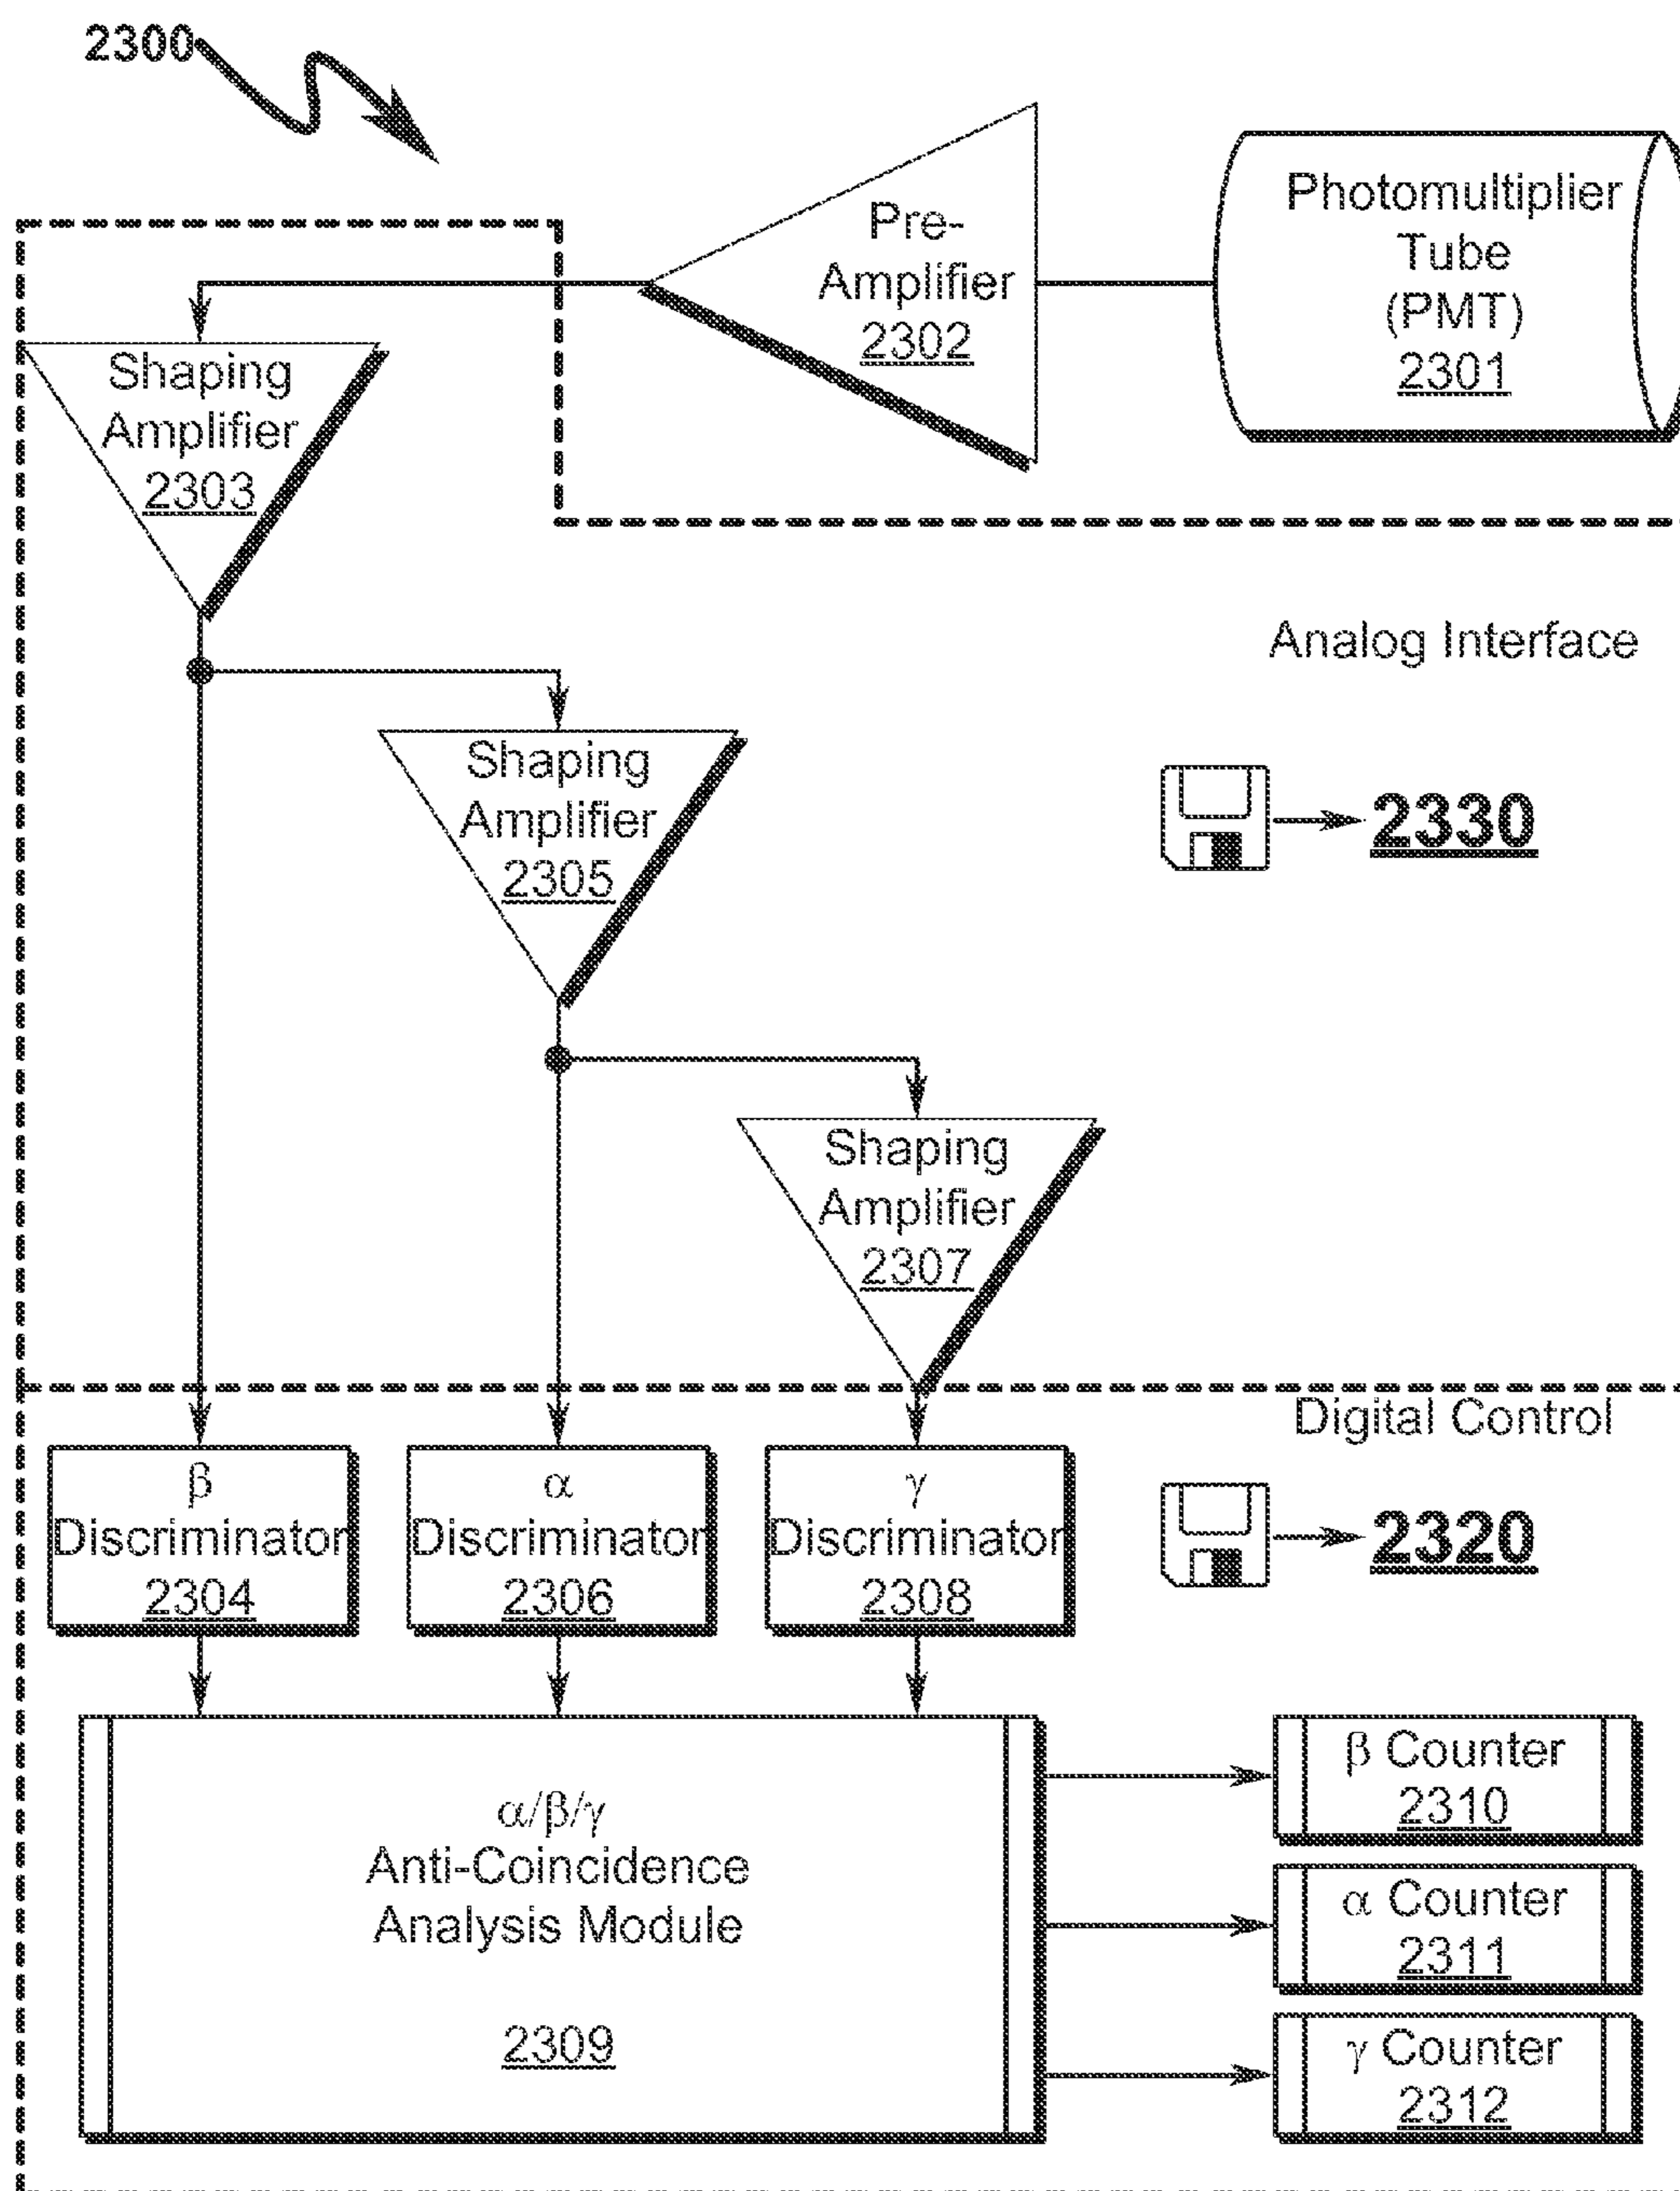 2300
Pre-
Amplifier
2302
Photomultiplier
Tube
(PMT)
2301
Shaping
Amplifier
2303
Analog Interface
Shaping
Amplifier
2305
2330
Shaping
Amplifier
2307
Digital Control
β
Discriminator
2304
α
Discriminator
2306
γ
Discriminator
2308
2320
α/β/γ
Anti-Coincidence
Analysis Module
2309
β Counter
2310
α Counter
2311
γ Counter
2312